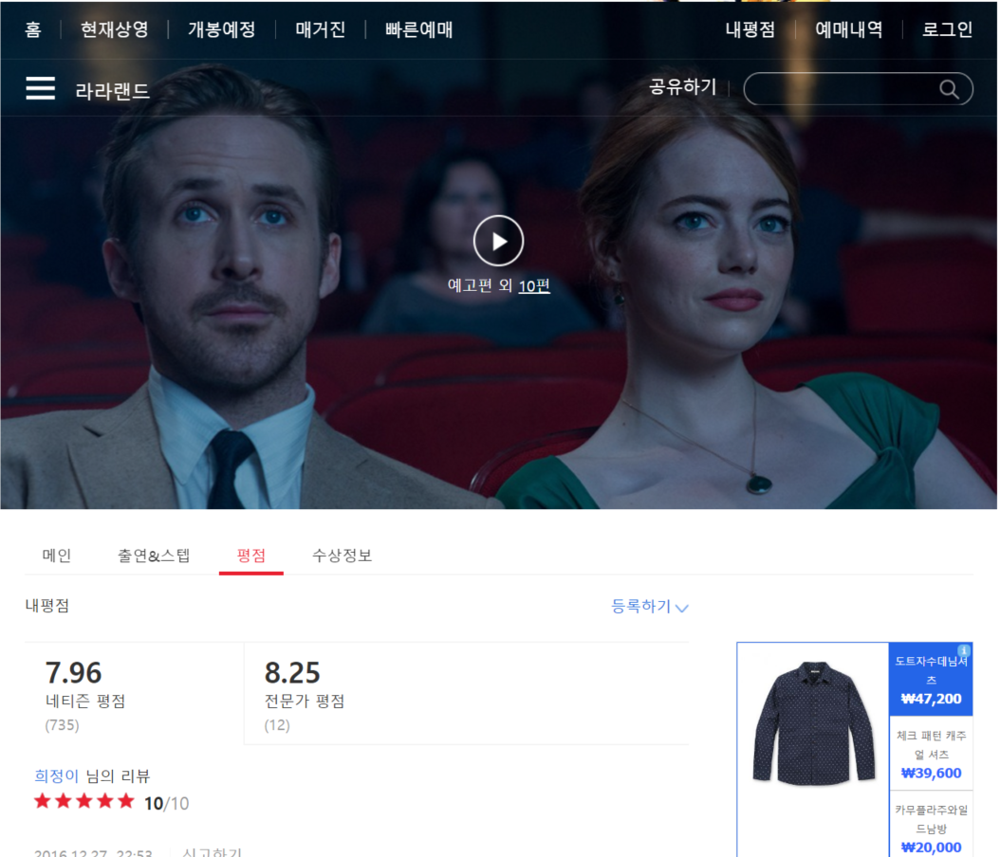 홈 현재상영 개봉예정 매거진 빠른예매 내평점 예매내역 로그인
라라랜드 공유하기
예고편 외 10편
메인 출연&스텝 평점 수상정보
내평점 등록하기
7.96 8.25
네티즌 평점 전문가 평점
(735) (12)
희정이 님의 리뷰
10/10
2016.12.27, 22:53 신고하기
도트자수데님셔
츠
₩47,200
체크 패턴 캐주
얼 셔츠
₩39,600
카무플라주와일
드남방
₩20,000